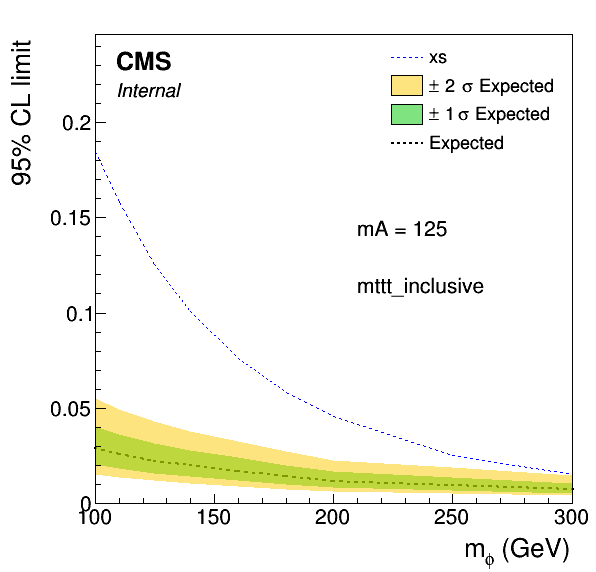 CMS
Internal
xs
± 2 σ Expected
± 1 σ Expected
Expected
mA = 125
mttt_inclusive
95% CL limit
0.2
0.15
0.1
0.05
0
100
150
200
250
300
m_ϕ (GeV)